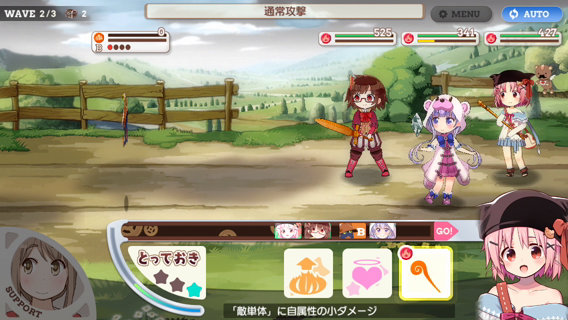 WAVE 2/3 2
通常攻撃
MENU
AUTO
0
B
525
341
427
B
GO!
とっておき
SUPPORT
「敵単体」に自属性の小ダメージ